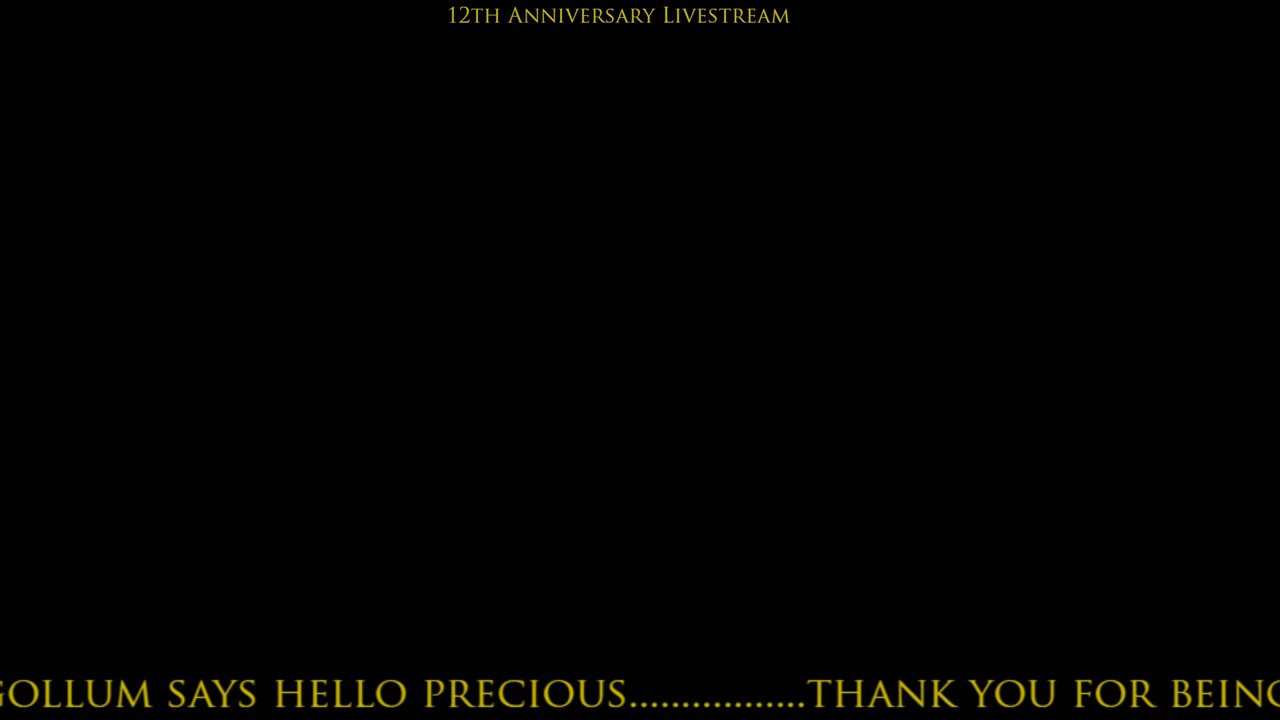 12th Anniversary Livestream
GOLLUM SAYS HELLO PRECIOUS.................THANK YOU FOR BEING